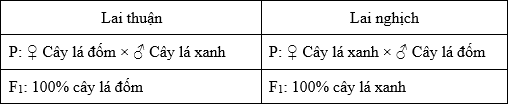 Lai thuận Lai nghịch
P: ♀ Cây lá đốm × ♂ Cây lá xanh P: ♀ Cây lá xanh × ♂ Cây lá đốm
F1: 100% cây lá đốm F1: 100% cây lá xanh